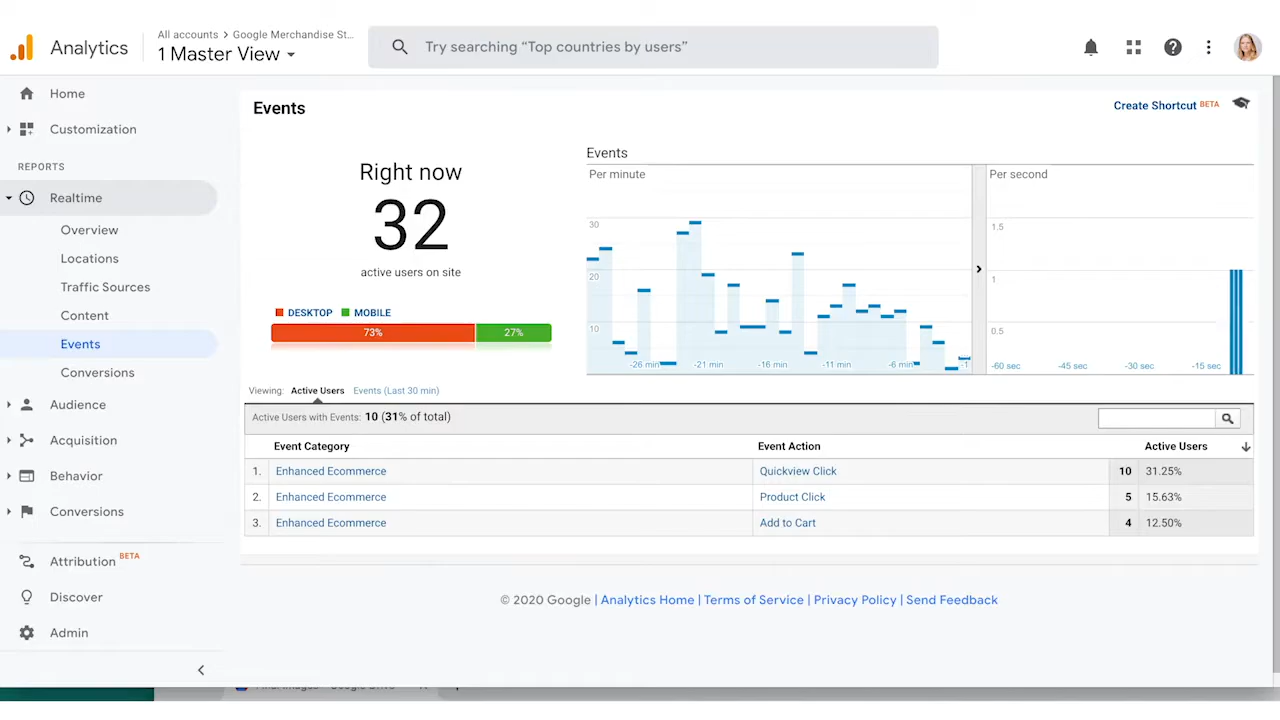 Analytics
All accounts > Google Merchandise St...
1 Master View
Try searching “Top countries by users”
Home
Customization
REPORTS
Realtime
Overview
Locations
Traffic Sources
Content
Events
Conversions
Audience
Acquisition
Behavior
Conversions
Attribution BETA
Discover
Admin
Events
Create Shortcut BETA
Right now
32
active users on site
DESKTOP MOBILE
73% 27%
Events
Per minute
30
20
10
-26 min -21 min -16 min -11 min -6 min -1
Per second
1.5
1
0.5
-60 sec -45 sec -30 sec -15 sec
Viewing: Active Users Events (Last 30 min)
Active Users with Events: 10 (31% of total)
Event Category Event Action Active Users
1. Enhanced Ecommerce Quickview Click 10 31.25%
2. Enhanced Ecommerce Product Click 5 15.63%
3. Enhanced Ecommerce Add to Cart 4 12.50%
© 2020 Google | Analytics Home | Terms of Service | Privacy Policy | Send Feedback